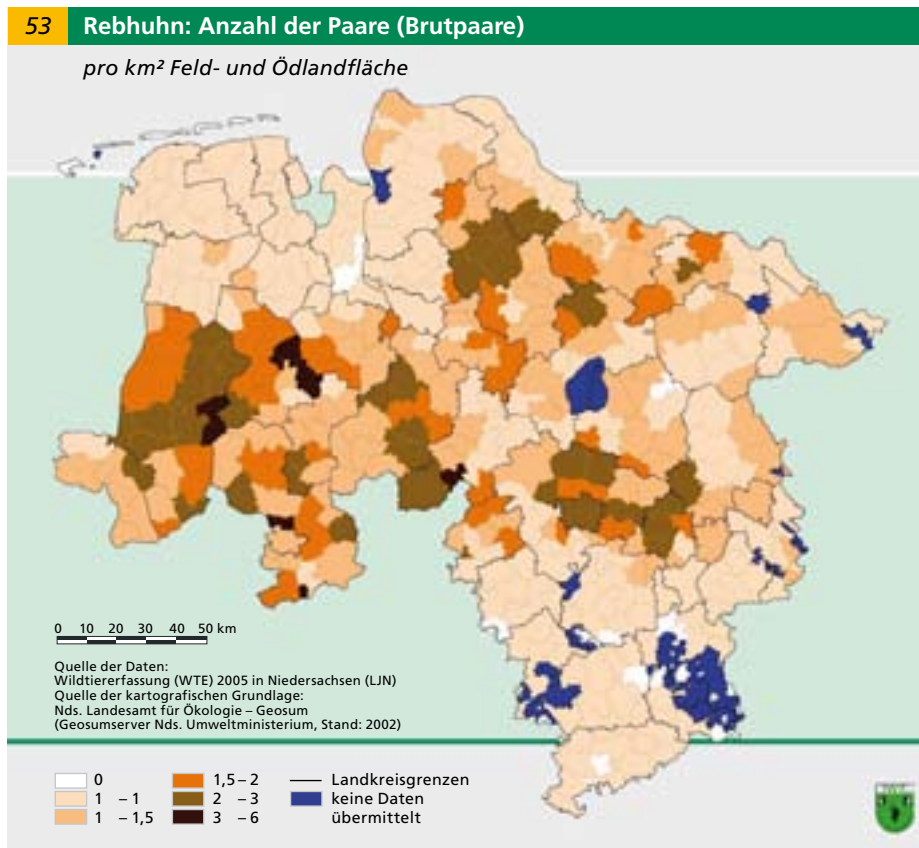 53 Rebhuhn: Anzahl der Paare (Brutpaare)
pro km² Feld- und Ödlandfläche
0 10 20 30 40 50 km
Quelle der Daten:
Wildtiererfassung (WTE) 2005 in Niedersachsen (LJN)
Quelle der kartografischen Grundlage:
Nds. Landesamt für Ökologie – Geosum
(Geosumserver Nds. Umweltministerium, Stand: 2002)
0
1 – 1
1 – 1,5
1,5 – 2
2 – 3
3 – 6
Landkreisgrenzen
keine Daten
übermittelt